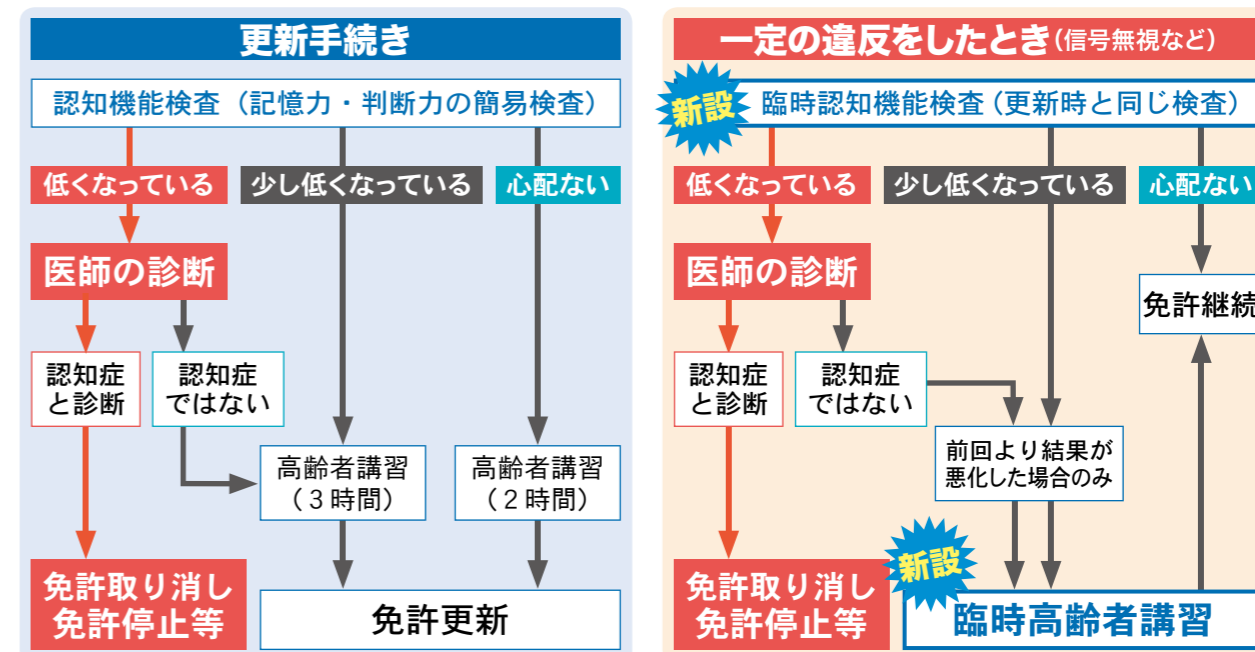 更新手続き
認知機能検査（記憶力・判断力の簡易検査）
低くなっている
少し低くなっている
心配ない
医師の診断
認知症
と診断
認知症
ではない
高齢者講習
（３時間）
高齢者講習
（２時間）
免許取り消し
免許停止等
免許更新
一定の違反をしたとき（信号無視など）
新設
臨時認知機能検査（更新時と同じ検査）
低くなっている
少し低くなっている
心配ない
医師の診断
免許継続
認知症
と診断
認知症
ではない
前回より結果が
悪化した場合のみ
免許取り消し
免許停止等
新設
臨時高齢者講習